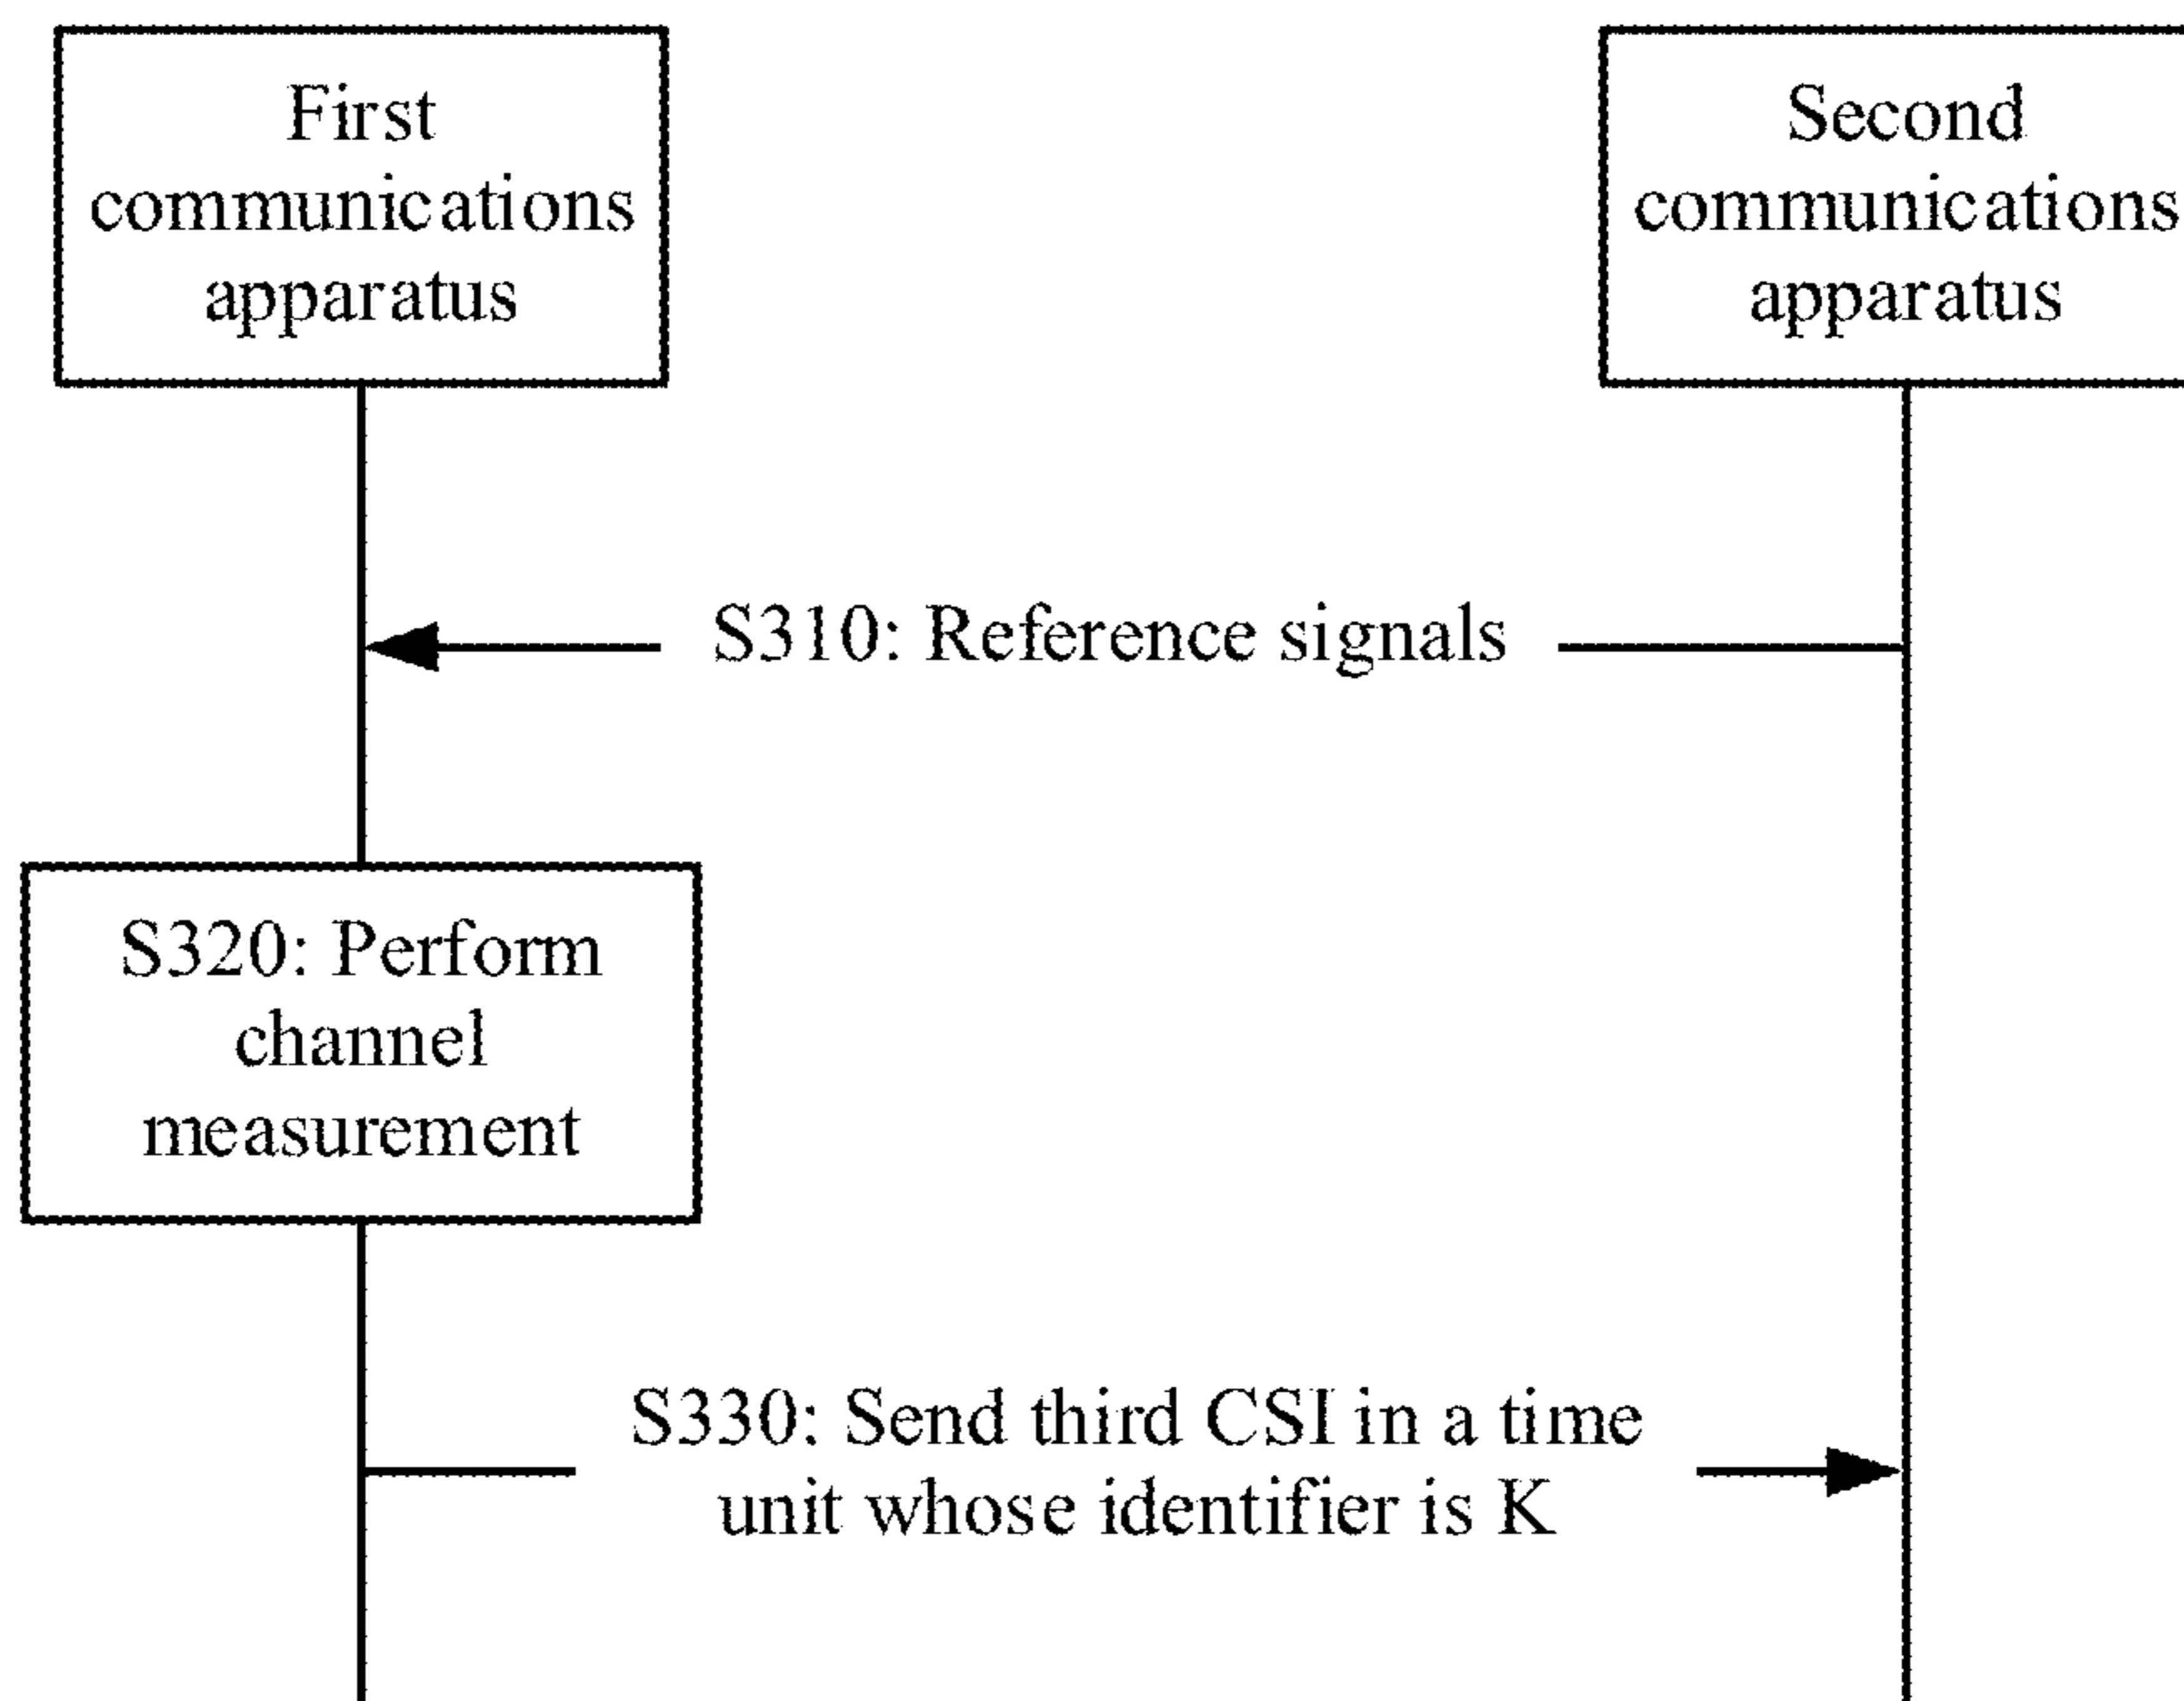 First
communications
apparatus
Second
communications
apparatus
S310: Reference signals
S320: Perform
channel
measurement
S330: Send third CSI in a time
unit whose identifier is K